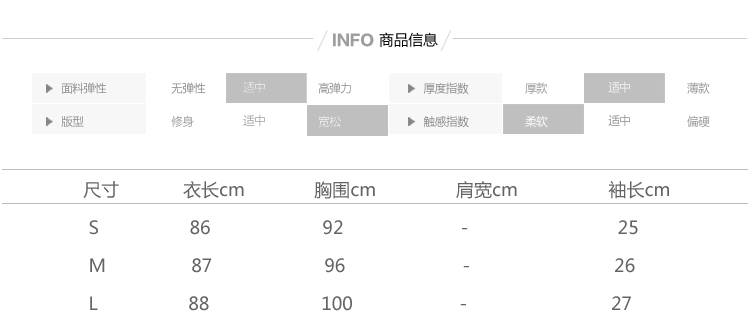 INFO 商品信息
面料弹性 无弹性 适中 高弹力 厚度指数 厚款 适中 薄款
版型 修身 适中 宽松 触感指数 柔软 适中 偏硬
尺寸 衣长cm 胸围cm 肩宽cm 袖长cm
S 86 92 - 25
M 87 96 - 26
L 88 100 - 27